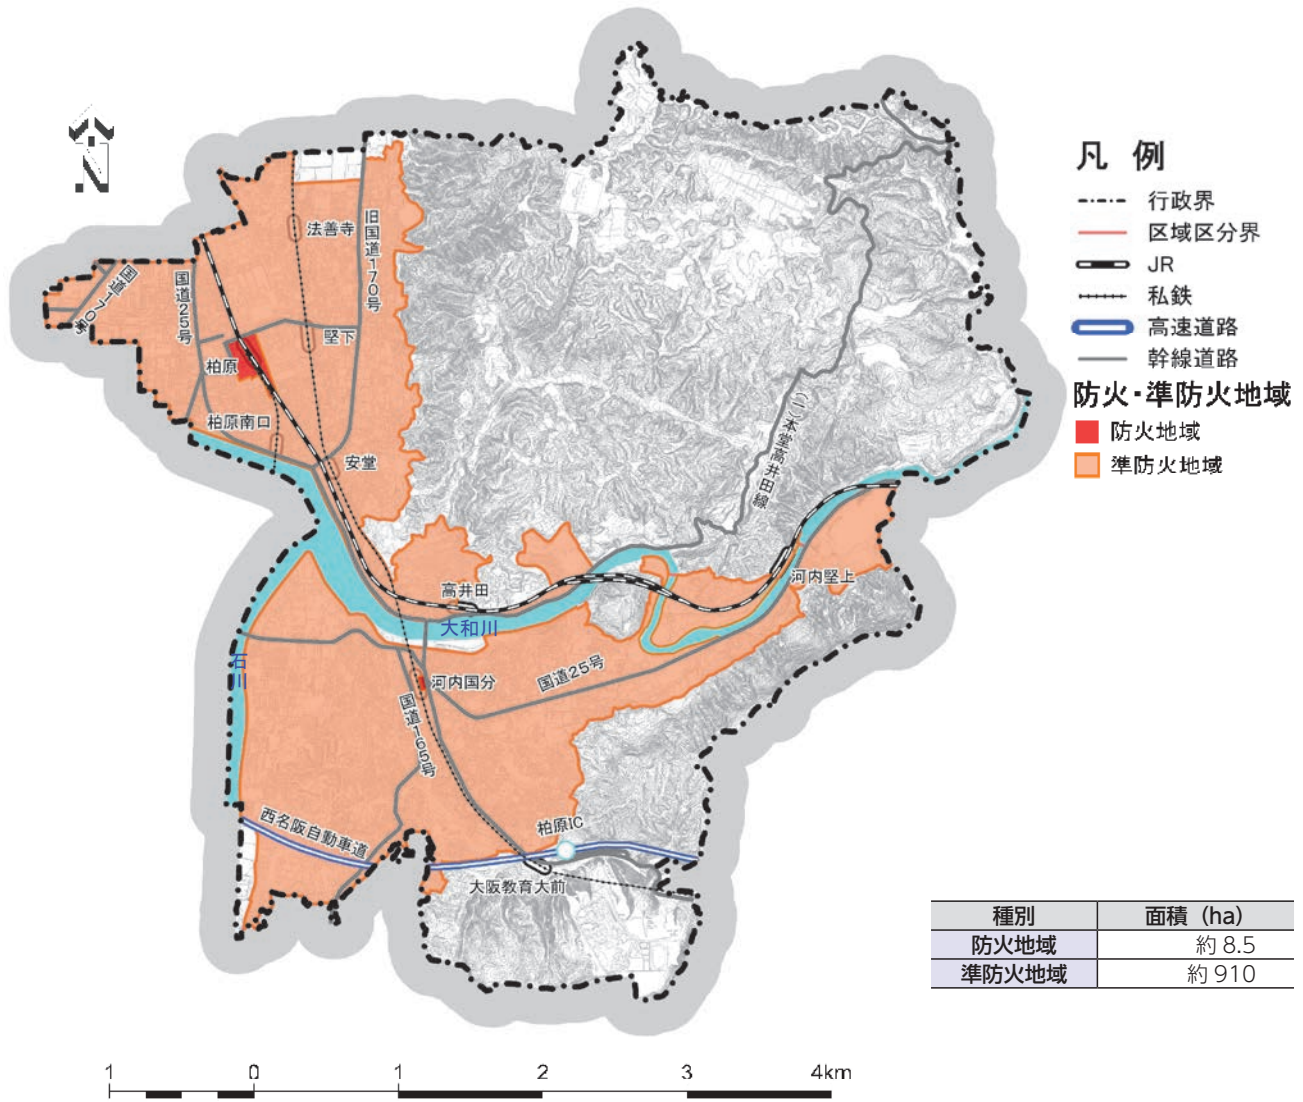 N
凡 例
行政界
区域区分界
JR
私鉄
高速道路
幹線道路
防火・準防火地域
防火地域
準防火地域
法善寺
旧国道170号
国道170号
国道25号
堅下
柏原
柏原南口
安堂
(一)本堂高井田線
高井田
河内堅上
大和川
石川
河内国分
国道25号
国道165号
西名阪自動車道
柏原IC
大阪教育大前
種別 面積（ha）
防火地域 約 8.5
準防火地域 約 910
1 0 1 2 3 4km